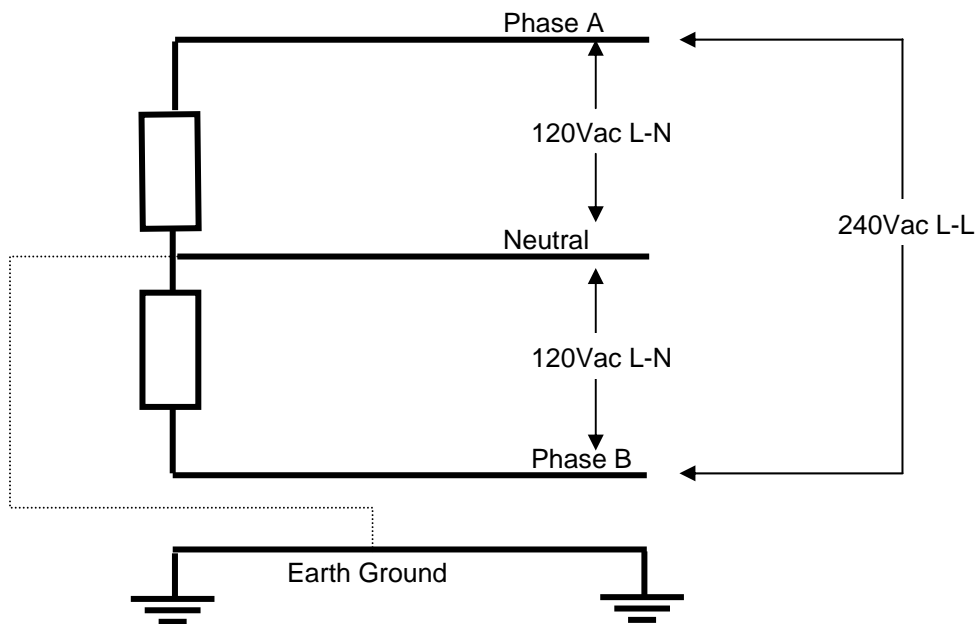 Phase A
120Vac L-N
240Vac L-L
Neutral
120Vac L-N
Phase B
Earth Ground